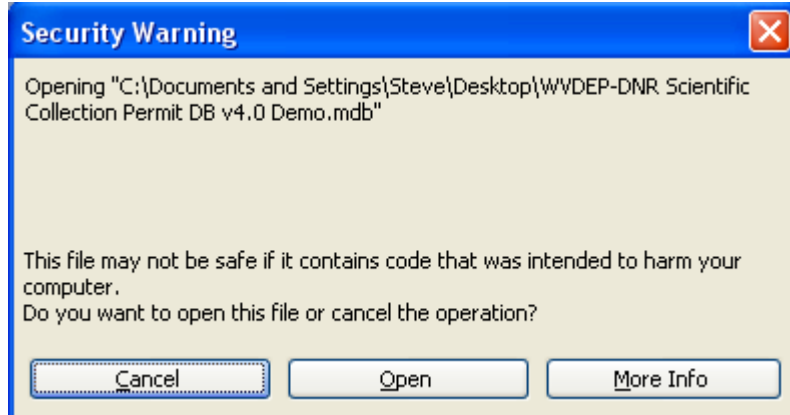 Security Warning
Opening "C:\Documents and Settings\Steve\Desktop\WVDEP-DNR Scientific
Collection Permit DB v4.0 Demo.mdb"
This file may not be safe if it contains code that was intended to harm your
computer.
Do you want to open this file or cancel the operation?
Cancel Open More Info